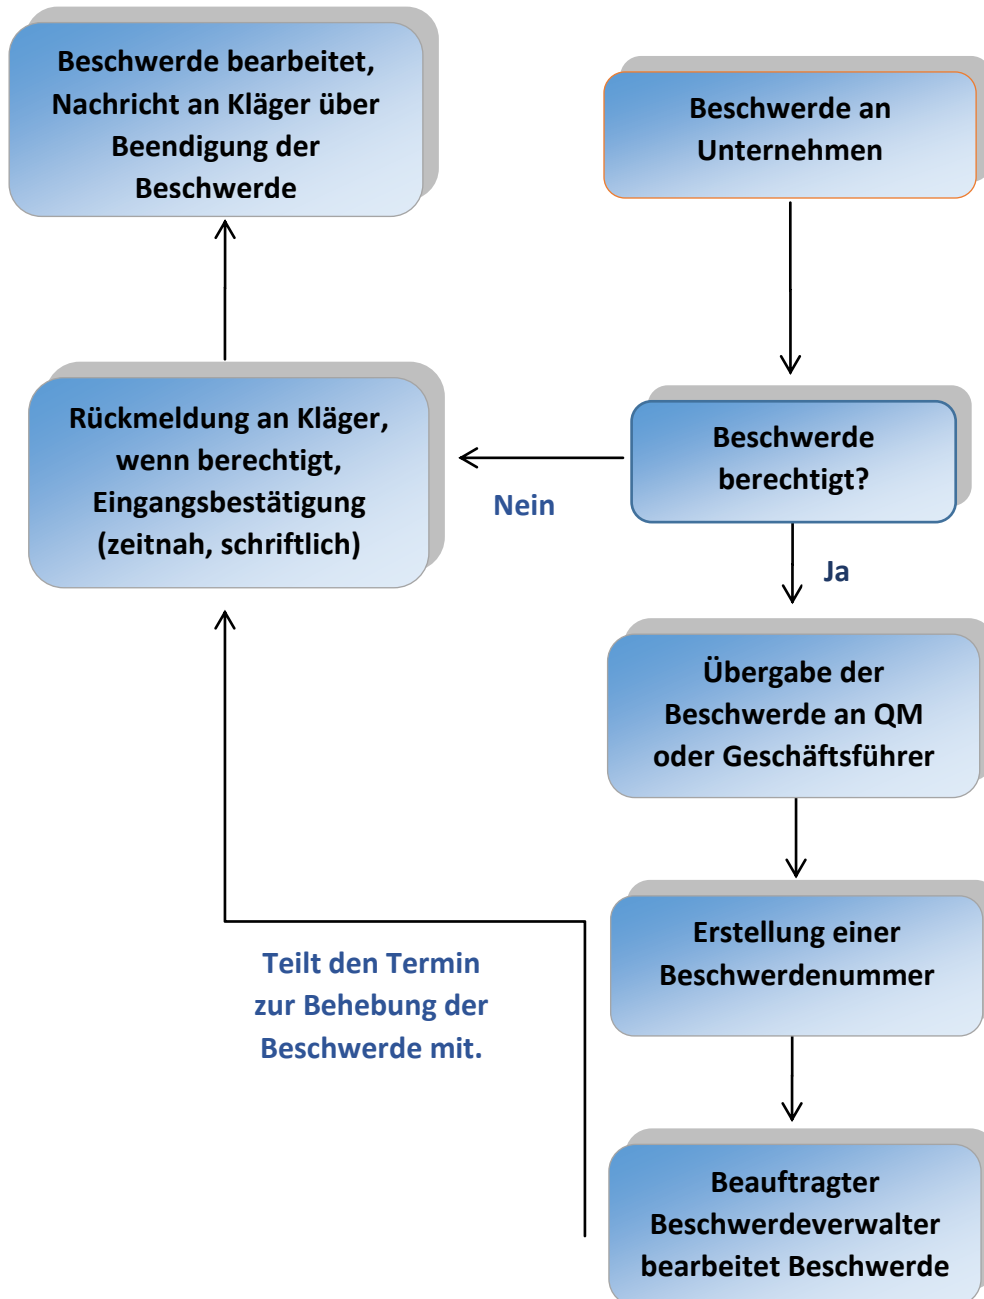 Beschwerde bearbeitet,
Nachricht an Kläger über
Beendigung der
Beschwerde
Beschwerde an
Unternehmen
Rückmeldung an Kläger,
wenn berechtigt,
Eingangsbestätigung
(zeitnah, schriftlich)
Nein
Beschwerde
berechtigt?
Ja
Übergabe der
Beschwerde an QM
oder Geschäftsführer
Erstellung einer
Beschwerdenummer
Teilt den Termin
zur Behebung der
Beschwerde mit.
Beauftragter
Beschwerdeverwalter
bearbeitet Beschwerde